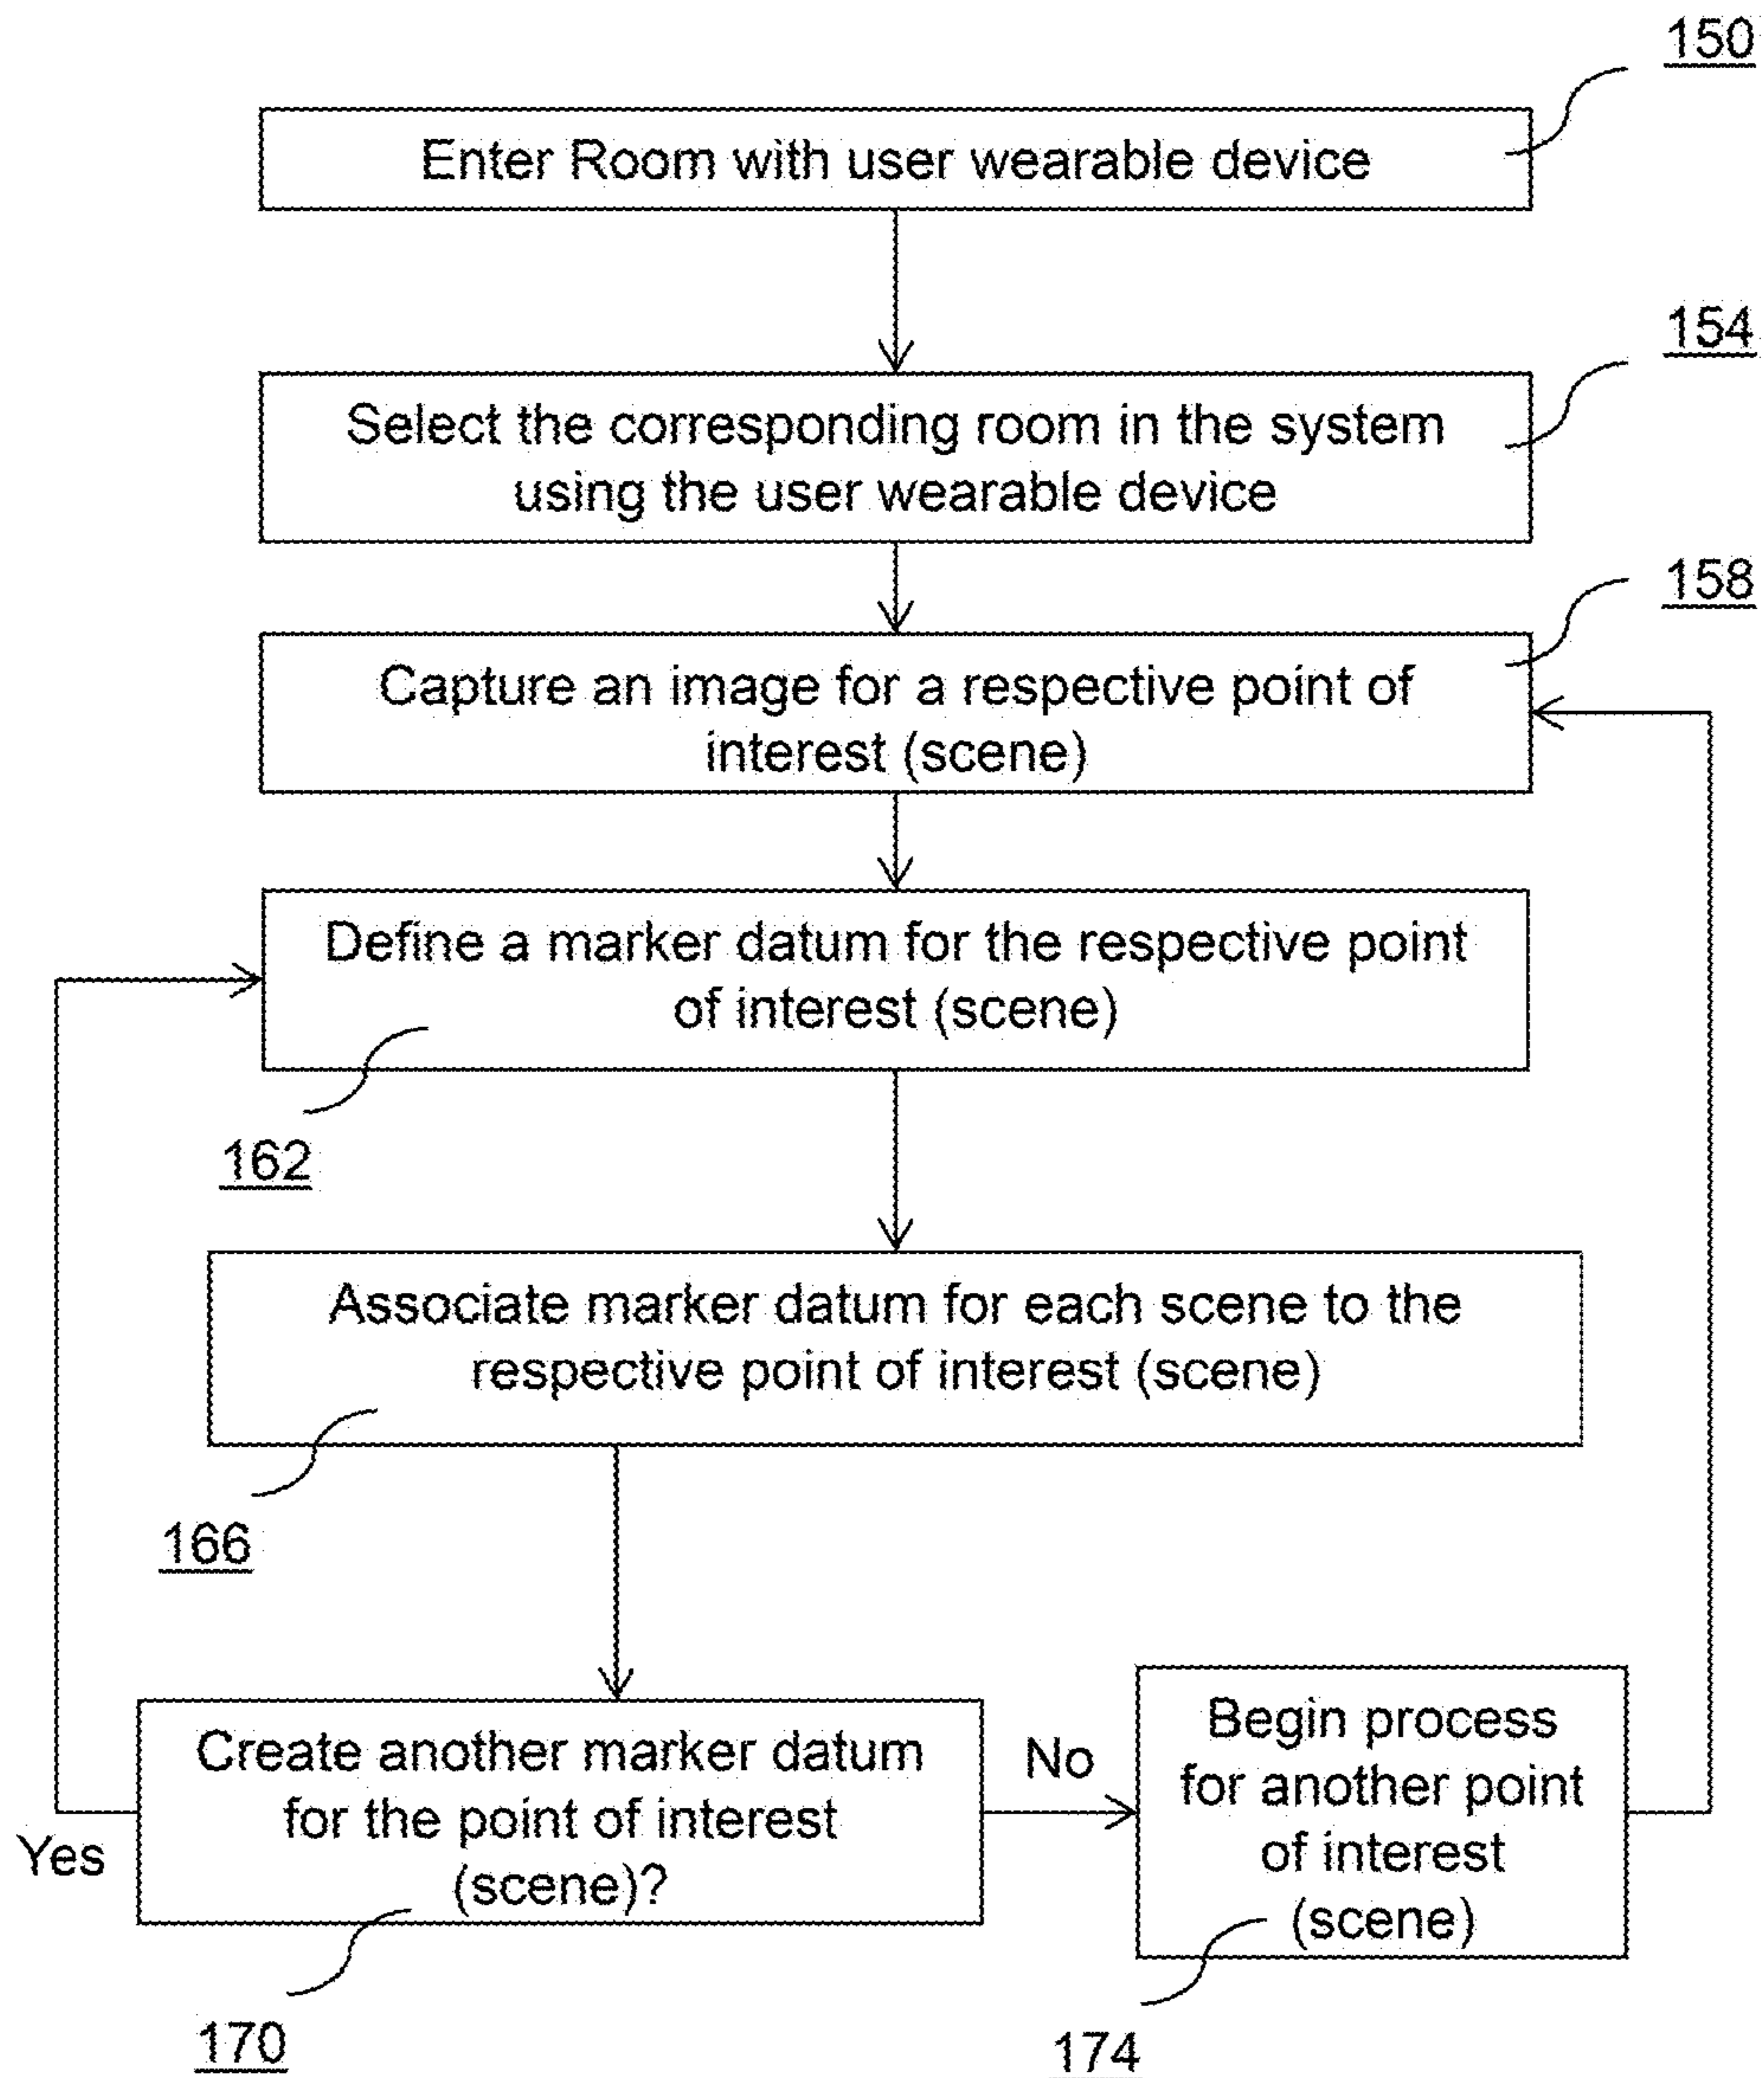 150
Enter Room with user wearable device
154
Select the corresponding room in the system
using the user wearable device
158
Capture an image for a respective point of
interest (scene)
Define a marker datum for the respective point
of interest (scene)
162
Associate marker datum for each scene to the
respective point of interest (scene)
166
Create another marker datum
for the point of interest
(scene)?
Yes
No
Begin process
for another point
of interest
(scene)
170
174